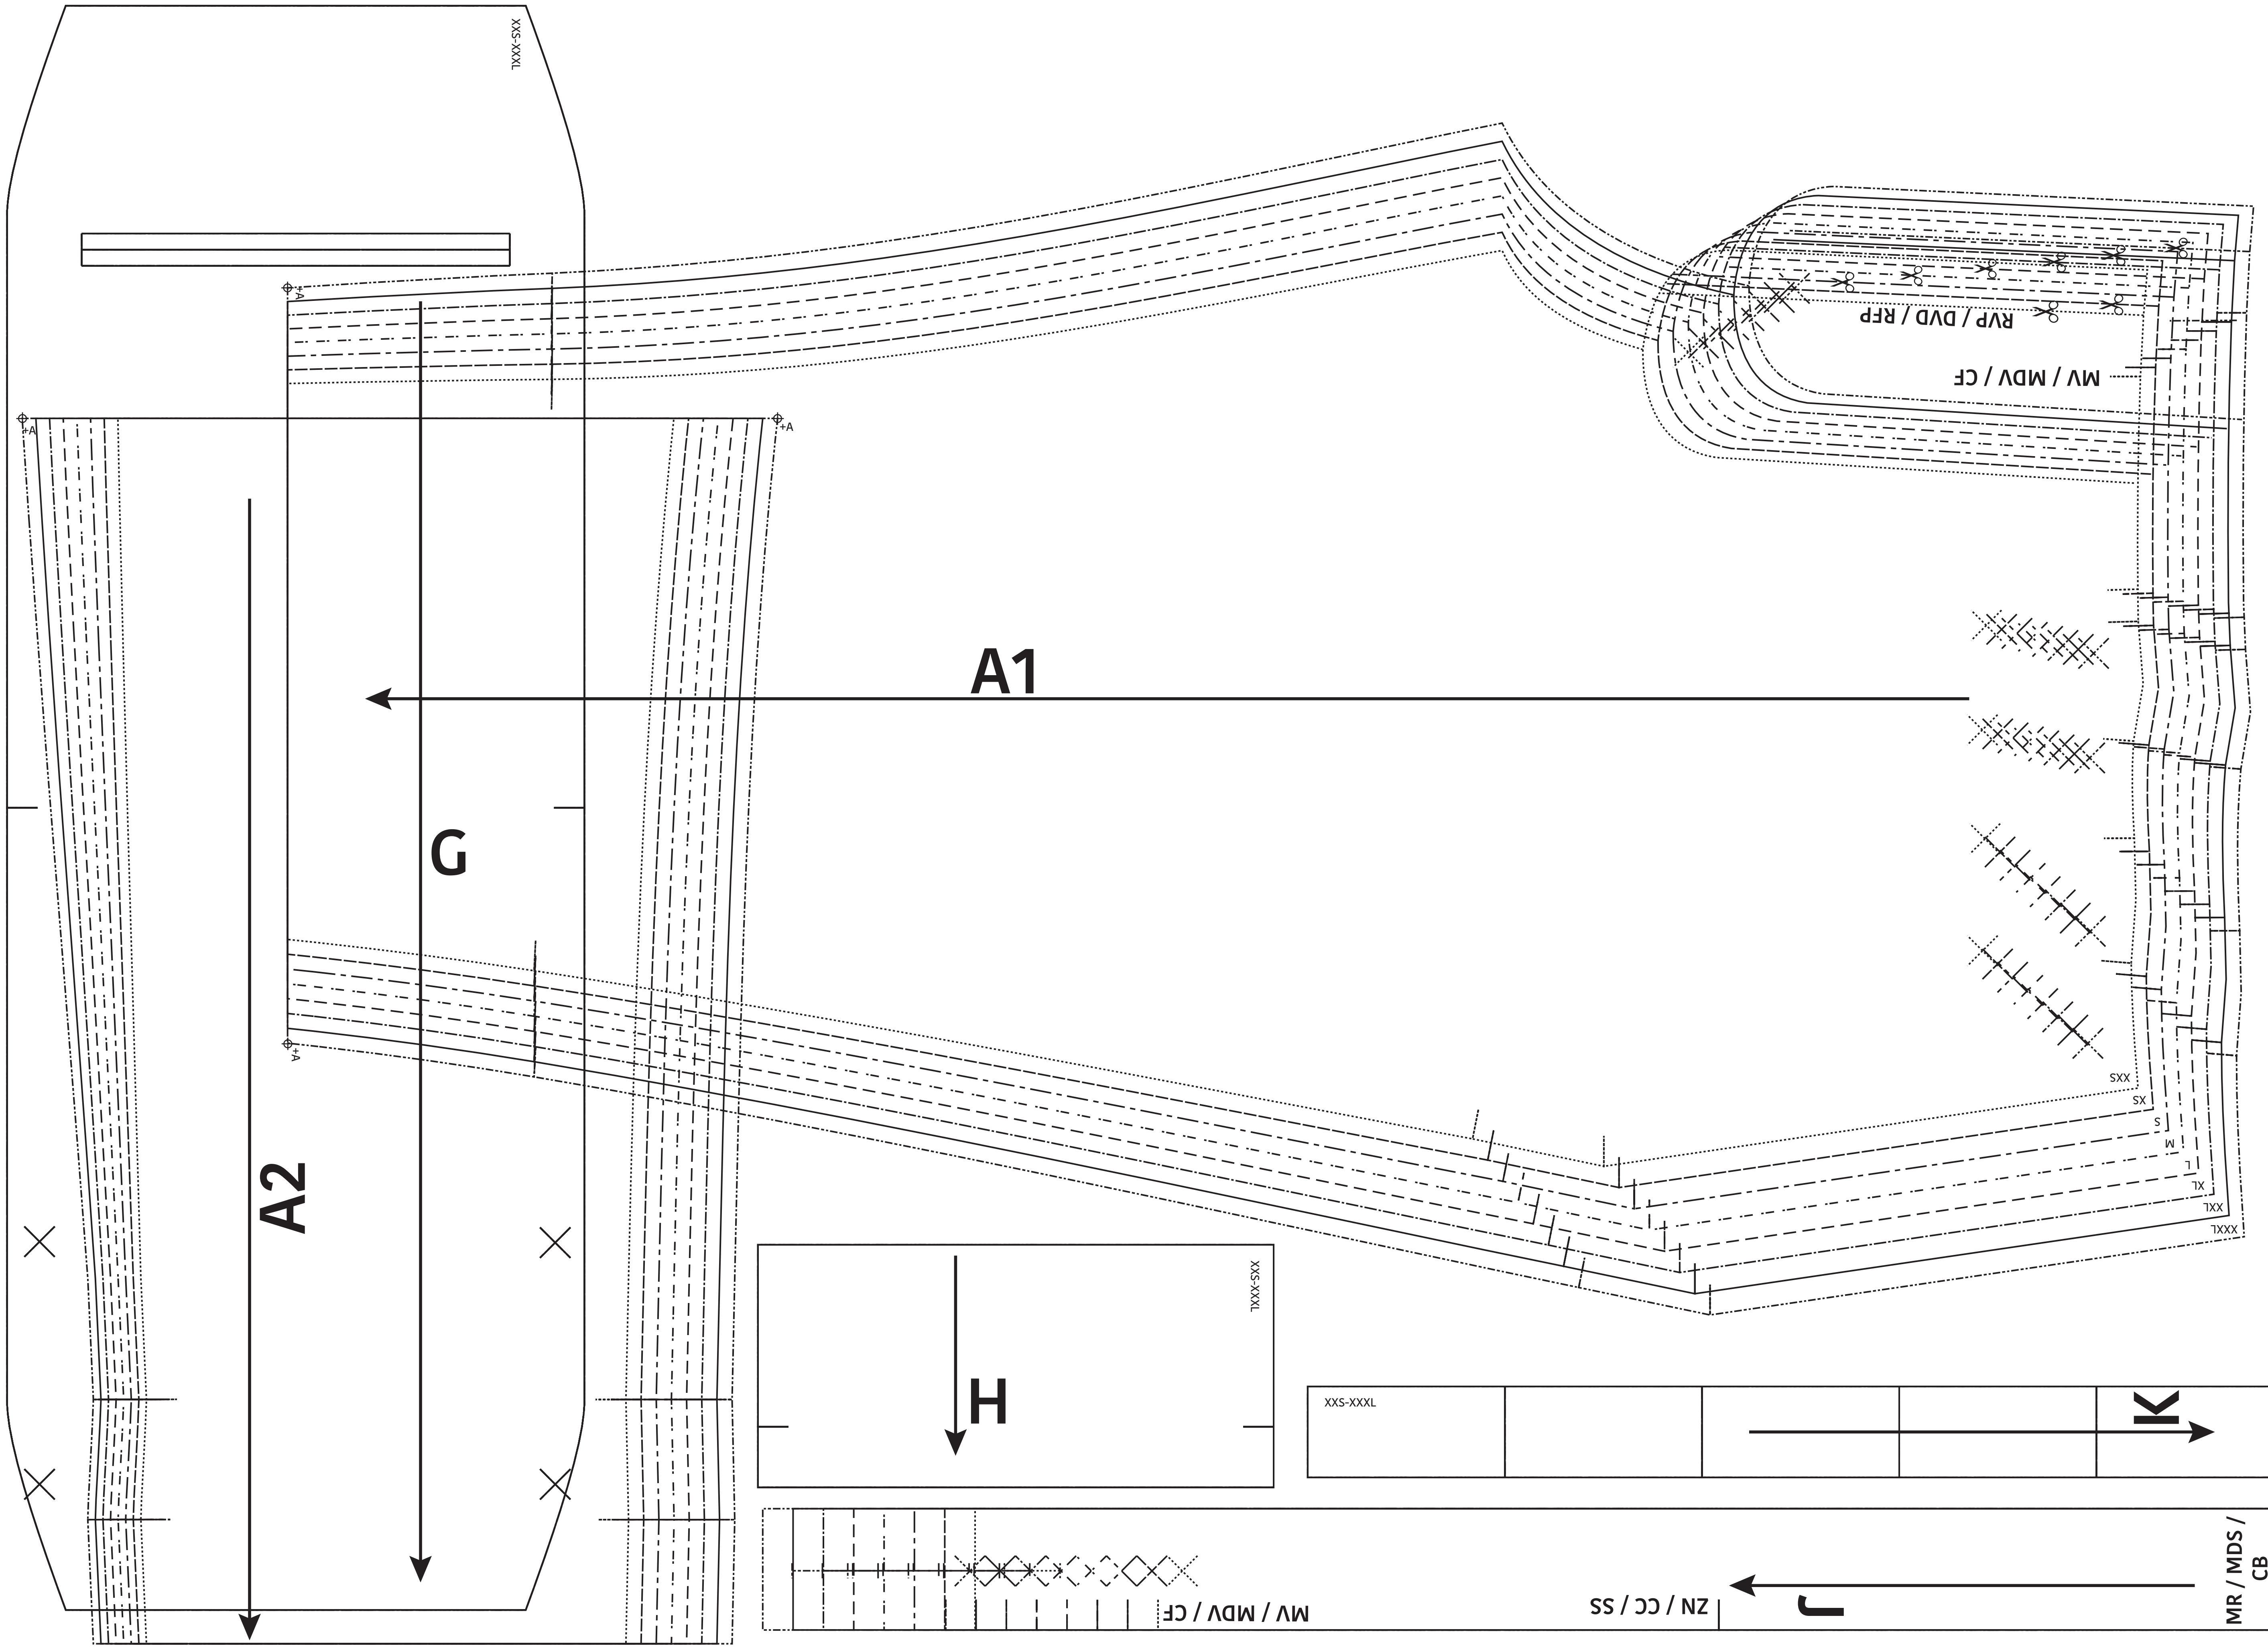 XXS-XXXL
+A
RVP / DVD / RFP
MV / MDV / CF
+A
+A
A1
G
+A
XXS
XS
S
M
L
XL
XXL
XXXL
A2
XXS-XXXL
H
XXS-XXXL
K
MV / MDV / CF
ZN / CC / SS
J
MR / MDS /
CB